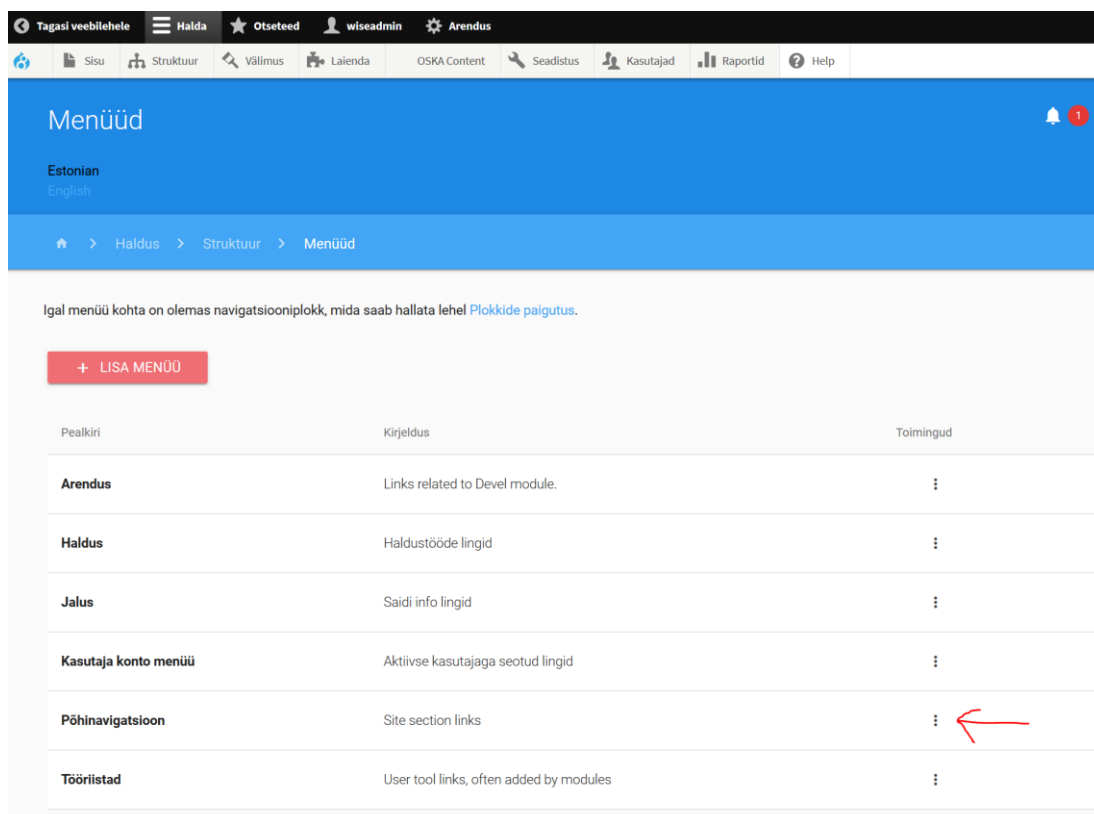 Tagasi veebilehele Halda Otseteed wiseadmin Arendus
Sisu Struktuur Välimus Laienda OSKA Content Seadistus Kasutajad Raportid Help
Menüüd
1
Estonian
English
Haldus > Struktuur > Menüüd
Igal menüü kohta on olemas navigatsiooniplokk, mida saab hallata lehel Plokkide paigutus.
+ LISA MENÜÜ
Pealkiri Kirjeldus Toimingud
Arendus Links related to Devel module.
Haldus Haldustööde lingid
Jalus Saidi info lingid
Kasutaja konto menüü Aktiivse kasutajaga seotud lingid
Põhinavigatsioon Site section links
Tööriistad User tool links, often added by modules